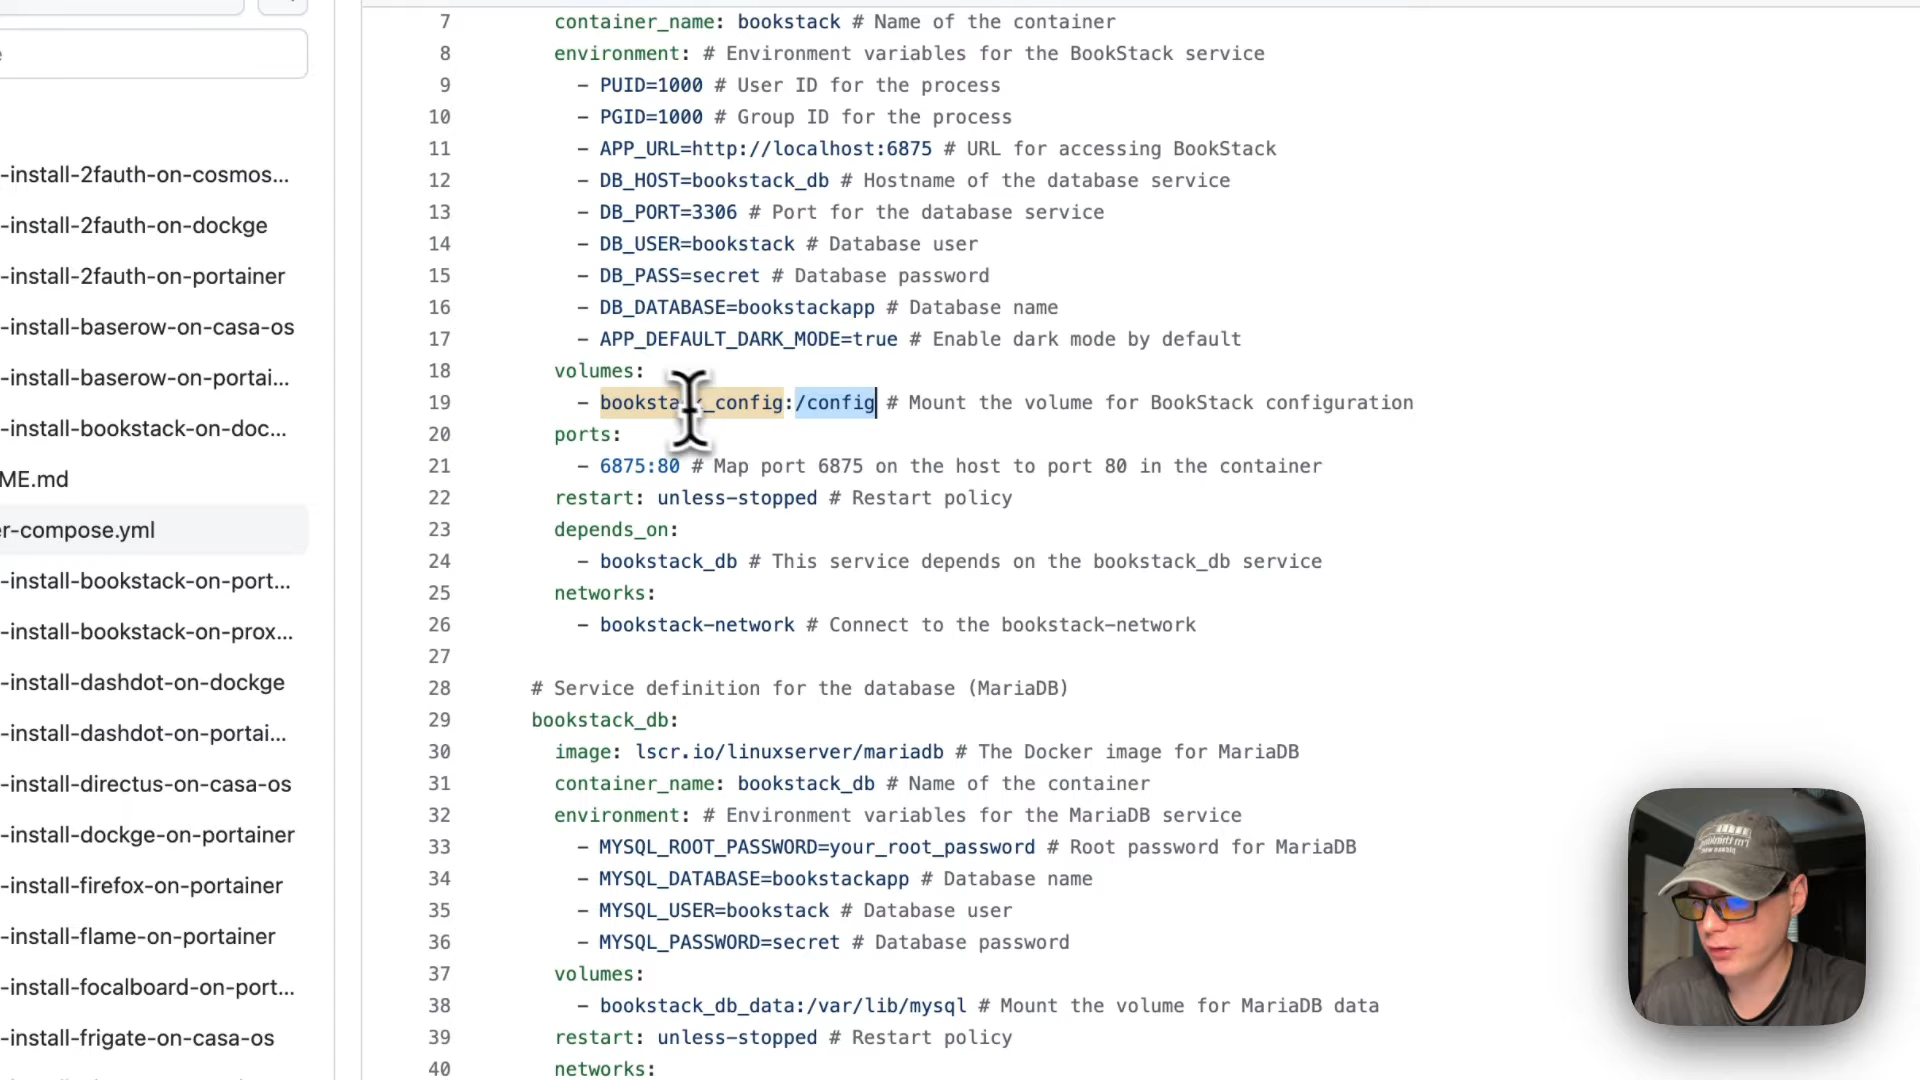 e
-install-2fauth-on-cosmos...
-install-2fauth-on-dockge
-install-2fauth-on-portainer
-install-baserow-on-casa-os
-install-baserow-on-portai...
-install-bookstack-on-doc...
ME.md
er-compose.yml
-install-bookstack-on-port...
-install-bookstack-on-prox...
-install-dashdot-on-dockge
-install-dashdot-on-portai...
-install-directus-on-casa-os
-install-dockge-on-portainer
-install-firefox-on-portainer
-install-flame-on-portainer
-install-focalboard-on-port...
-install-frigate-on-casa-os
7 container_name: bookstack # Name of the container
8 environment: # Environment variables for the BookStack service
9 - PUID=1000 # User ID for the process
10 - PGID=1000 # Group ID for the process
11 - APP_URL=http://localhost:6875 # URL for accessing BookStack
12 - DB_HOST=bookstack_db # Hostname of the database service
13 - DB_PORT=3306 # Port for the database service
14 - DB_USER=bookstack # Database user
15 - DB_PASS=secret # Database password
16 - DB_DATABASE=bookstackapp # Database name
17 - APP_DEFAULT_DARK_MODE=true # Enable dark mode by default
18 volumes:
19 - bookstack_config:/config # Mount the volume for BookStack configuration
20 ports:
21 - 6875:80 # Map port 6875 on the host to port 80 in the container
22 restart: unless-stopped # Restart policy
23 depends_on:
24 - bookstack_db # This service depends on the bookstack_db service
25 networks:
26 - bookstack-network # Connect to the bookstack-network
27
28 # Service definition for the database (MariaDB)
29 bookstack_db:
30 image: lscr.io/linuxserver/mariadb # The Docker image for MariaDB
31 container_name: bookstack_db # Name of the container
32 environment: # Environment variables for the MariaDB service
33 - MYSQL_ROOT_PASSWORD=your_root_password # Root password for MariaDB
34 - MYSQL_DATABASE=bookstackapp # Database name
35 - MYSQL_USER=bookstack # Database user
36 - MYSQL_PASSWORD=secret # Database password
37 volumes:
38 - bookstack_db_data:/var/lib/mysql # Mount the volume for MariaDB data
39 restart: unless-stopped # Restart policy
40 networks: